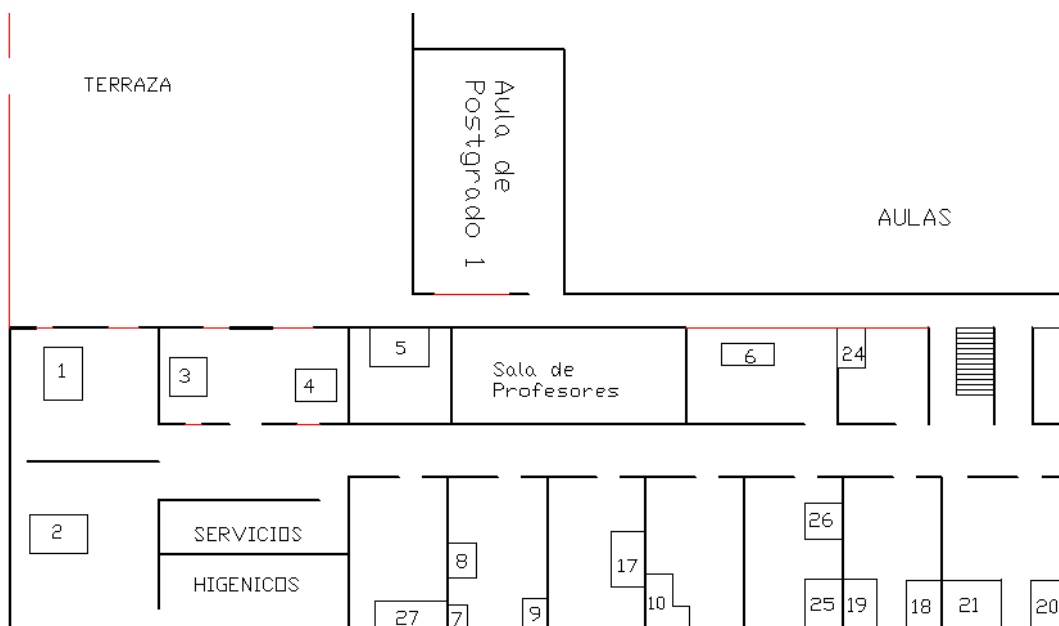 TERRAZA
Aula de
Postgrado 1
AULAS
1
3
4
5
Sala de
Profesores
6
24
2
SERVICIOS
HIGENICOS
8
27
7
9
17
10
26
25
19
18
21
20